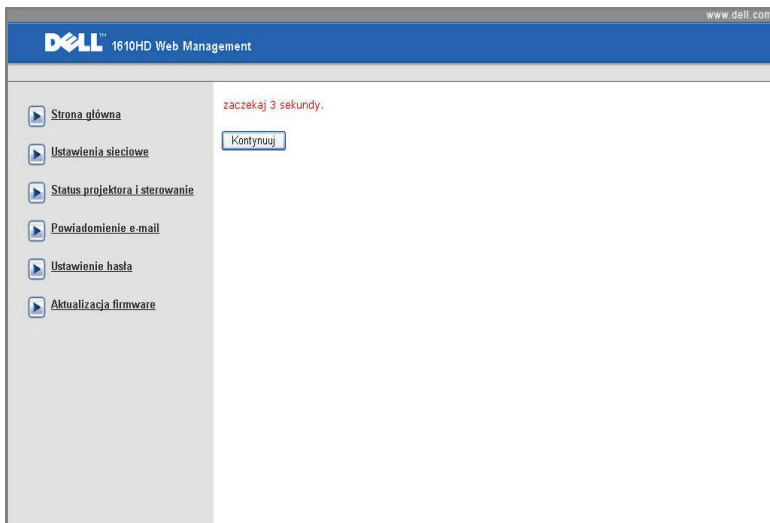 www.dell.com
DELL™ 1610HD Web Management
Strona główna
Ustawienia sieciowe
Status projektora i sterowanie
Powiadomienie e-mail
Ustawienie hasła
Aktualizacja firmware
zaczekaj 3 sekundy.
Kontynuuj